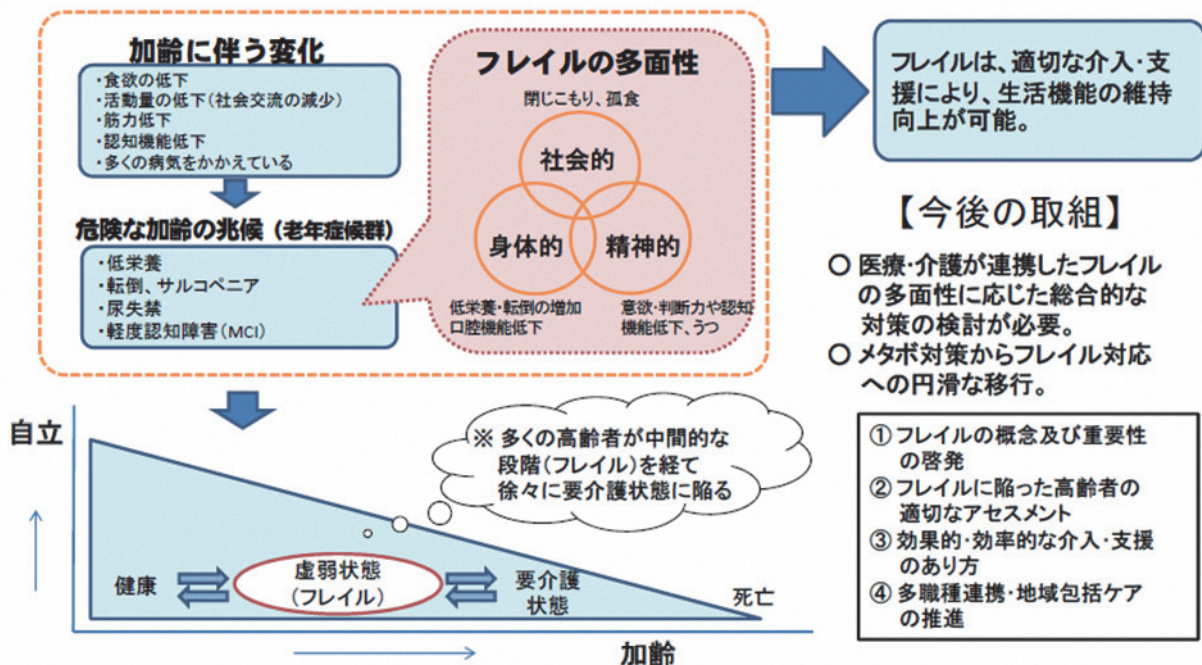 加齢に伴う変化
・食欲の低下
・活動量の低下（社会交流の減少）
・筋力低下
・認知機能低下
・多くの病気をかかえている
危険な加齢の兆候（老年症候群）
・低栄養
・転倒、サルコペニア
・尿失禁
・軽度認知障害（MCI）
フレイルの多面性
閉じこもり、孤食
社会的
身体的
精神的
低栄養・転倒の増加
口腔機能低下
意欲・判断力や認知
機能低下、うつ
フレイルは、適切な介入・支
援により、生活機能の維持
向上が可能。
【今後の取組】
○ 医療・介護が連携したフレイル
の多面性に応じた総合的な
対策の検討が必要。
○ メタボ対策からフレイル対応
への円滑な移行。
① フレイルの概念及び重要性
の啓発
② フレイルに陥った高齢者の
適切なアセスメント
③ 効果的・効率的な介入・支援
のあり方
④ 多職種連携・地域包括ケア
の推進
自立
※ 多くの高齢者が中間的な
段階（フレイル）を経て
徐々に要介護状態に陥る
健康
虚弱状態
（フレイル）
要介護
状態
死亡
加齢